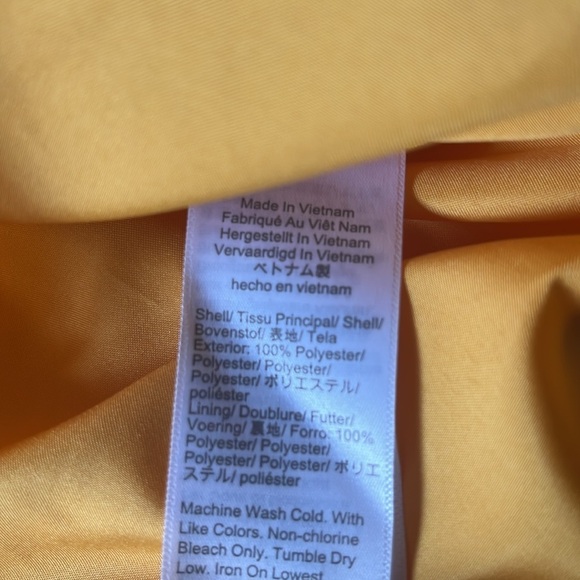 Made In Vietnam
Fabriqué Au Viêt Nam
Hergestellt In Vietnam
Vervaardigd In Vietnam
ベトナム製
hecho en vietnam
Shell/ Tissu Principal/ Shell/
Bovenstof/ 表地/ Tela
Exterior: 100% Polyester/
Polyester/ Polyester/
Polyester/ ポリエステル/
poliéster
Lining/ Doublure/ Futter/
Voering/ 裏地/ Forro: 100%
Polyester/ Polyester/
Polyester/ Polyester/ ポリエ
ステル/ poliéster
Machine Wash Cold. With
Like Colors. Non-chlorine
Bleach Only. Tumble Dry
Low. Iron On Lowest